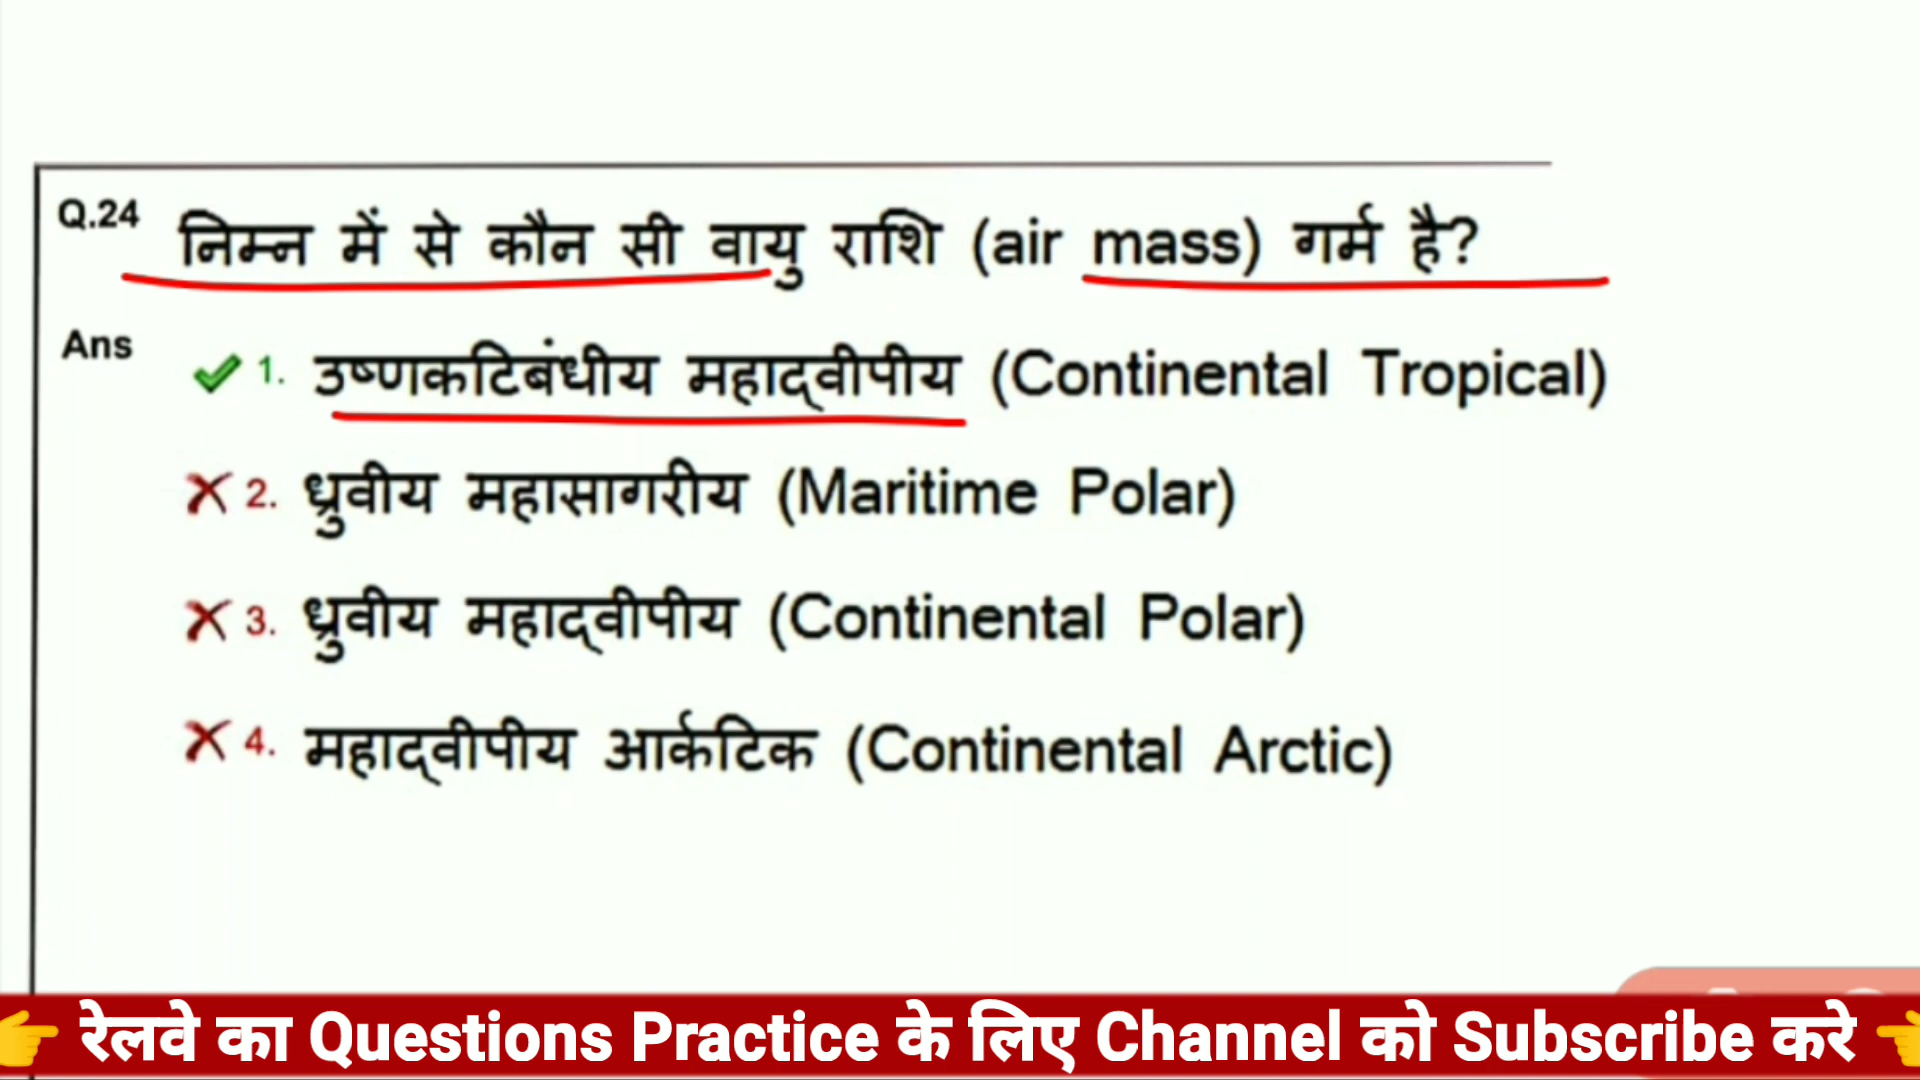 Q.24 निम्न में से कौन सी वायु राशि (air mass) गर्म है?
Ans 1. उष्णकटिबंधीय महाद्वीपीय (Continental Tropical)
2. ध्रुवीय महासागरीय (Maritime Polar)
3. ध्रुवीय महाद्वीपीय (Continental Polar)
4. महाद्वीपीय आर्कटिक (Continental Arctic)
👉 रेलवे का Questions Practice के लिए Channel को Subscribe करे 👈